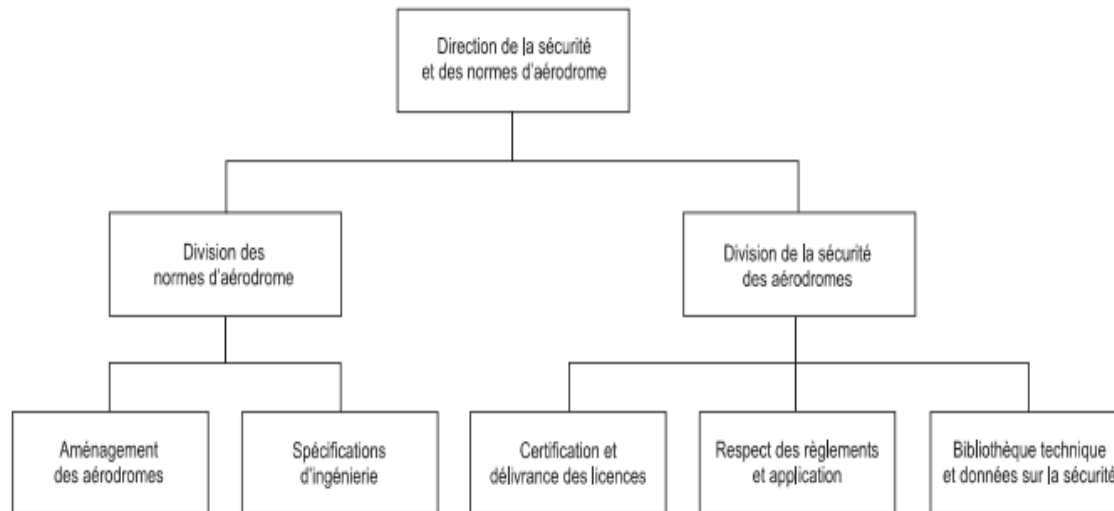 Direction de la sécurité
et des normes d'aérodrome
Division des
normes d'aérodrome
Division de la sécurité
des aérodromes
Aménagement
des aérodromes
Spécifications
d'ingénierie
Certification et
délivrance des licences
Respect des règlements
et application
Bibliothèque technique
et données sur la sécurité